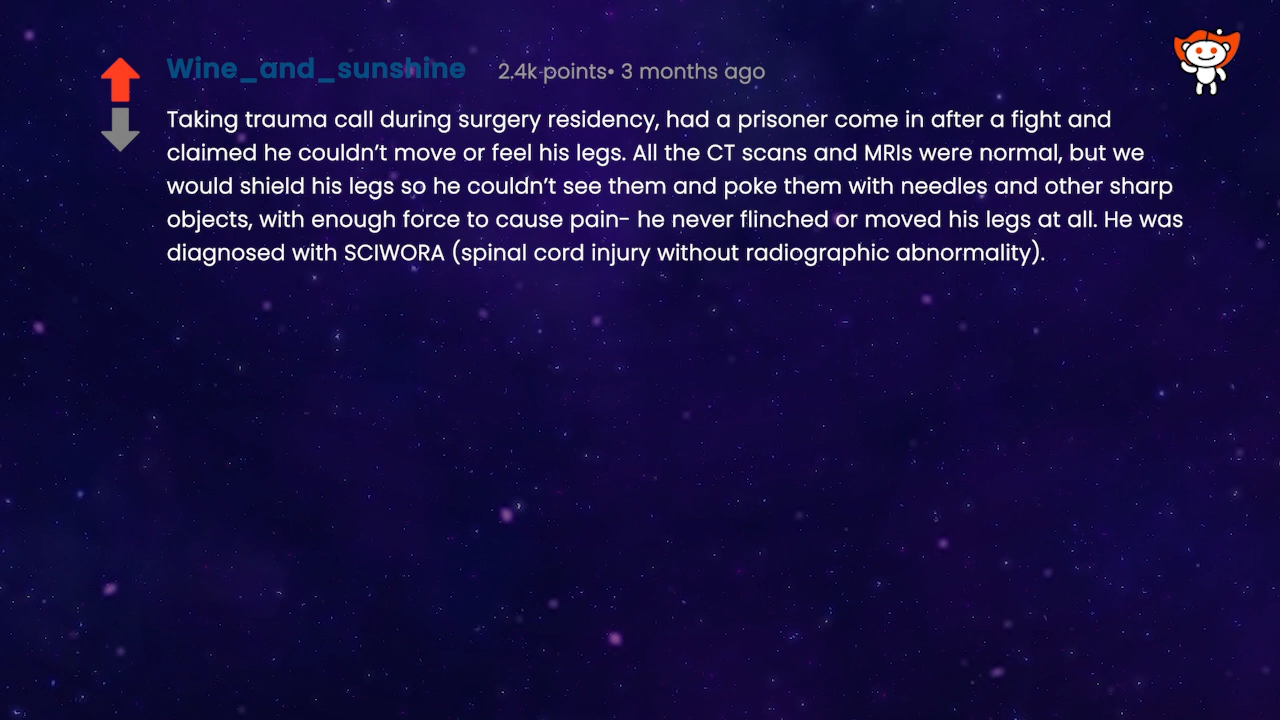 Wine_and_sunshine 2.4k points• 3 months ago
Taking trauma call during surgery residency, had a prisoner come in after a fight and
claimed he couldn’t move or feel his legs. All the CT scans and MRIs were normal, but we
would shield his legs so he couldn’t see them and poke them with needles and other sharp
objects, with enough force to cause pain- he never flinched or moved his legs at all. He was
diagnosed with SCIWORA (spinal cord injury without radiographic abnormality).